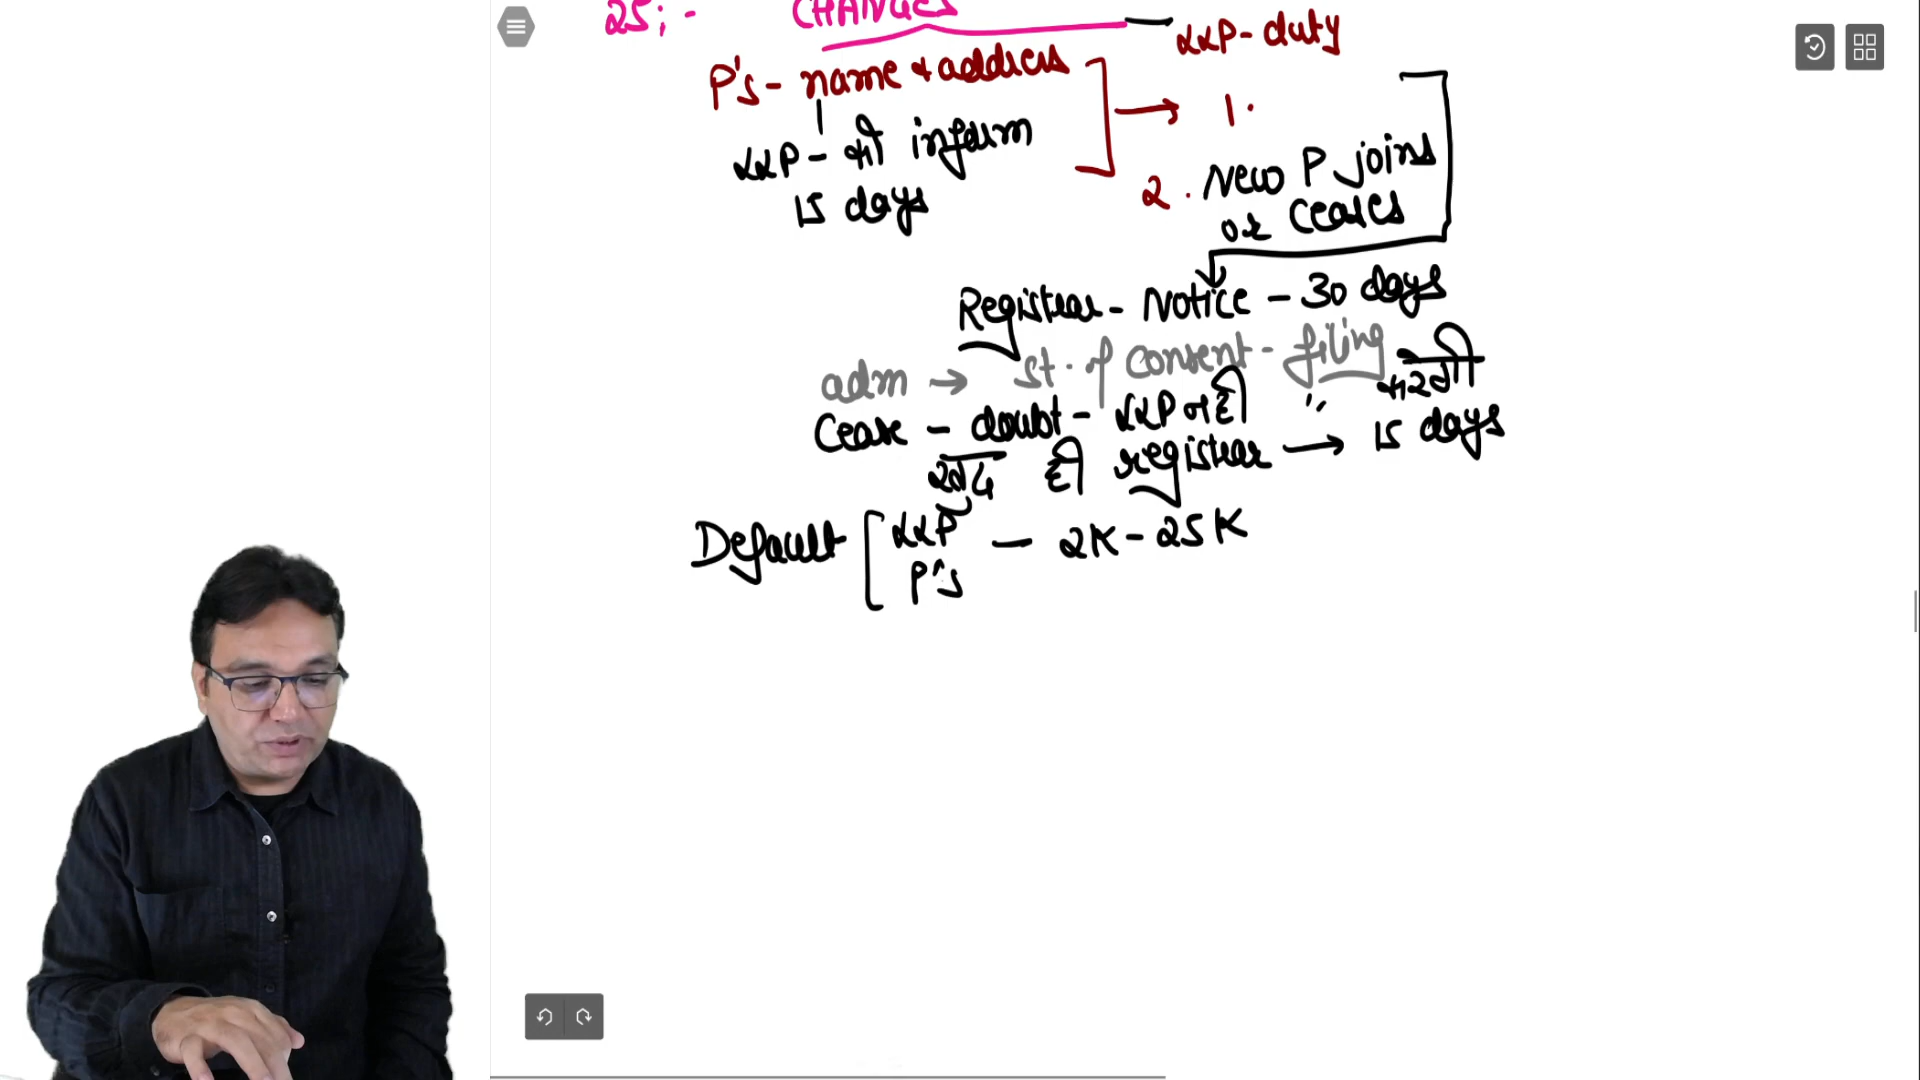 25;- CHANGES
LLP-duty
P's- name + address
1.
LLP- को inform
15 days
2. New P joins
or ceases
Registrar- Notice - 30 days
adm → st. of consent- filing
Cease - doubt - LLP नहीं " करेगी
खुद ही registrar → 15 days
Default [ LLP - 2K-25K
P's